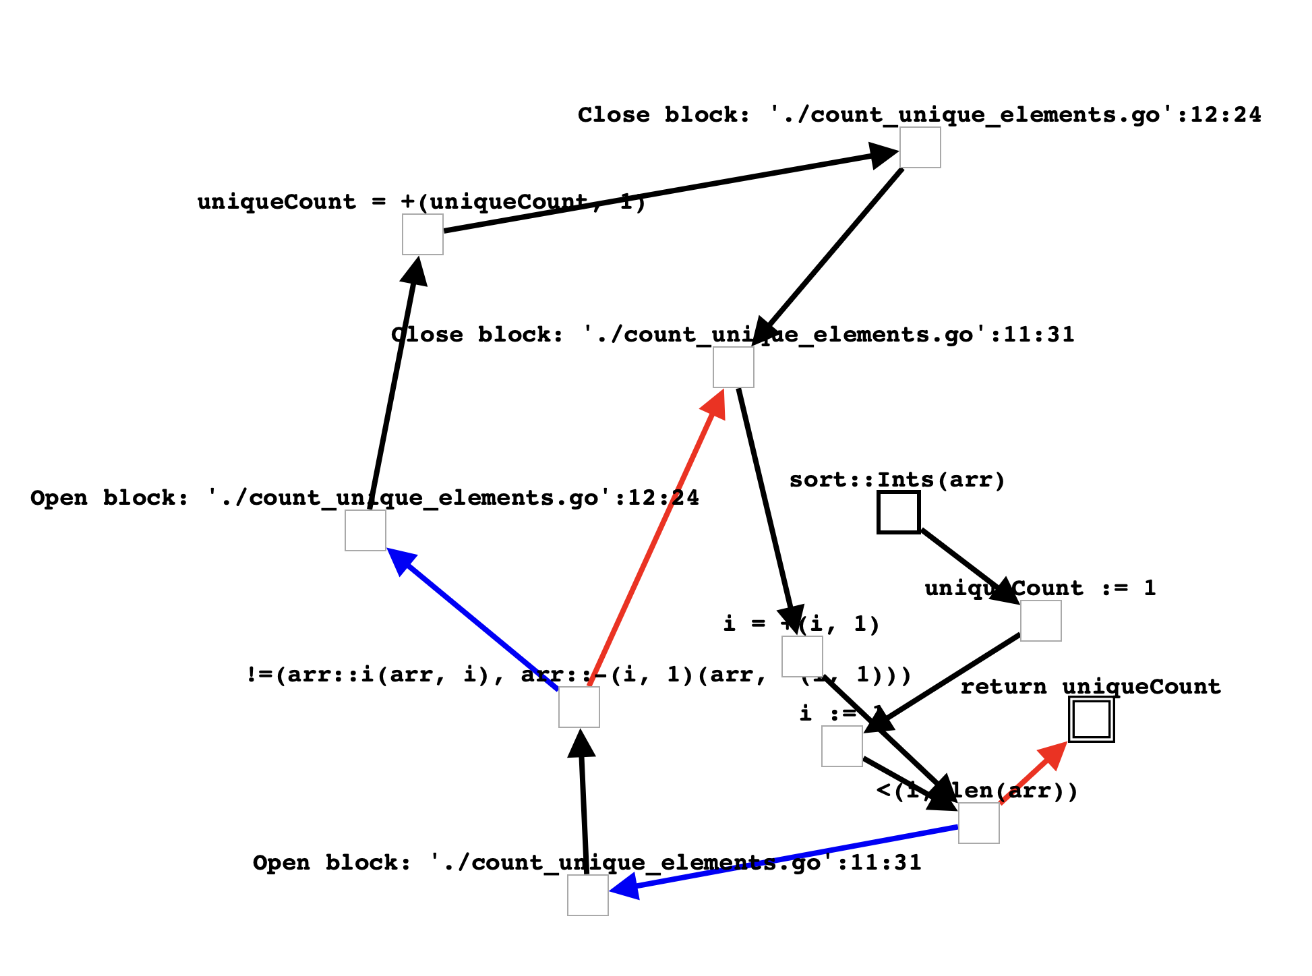 Close block: './count_unique_elements.go':12:24
uniqueCount = +(uniqueCount, 1)
Close block: './count_unique_elements.go':11:31
sort::Ints(arr)
Open block: './count_unique_elements.go':12:24
uniqueCount := 1
i = +(i, 1)
!=(arr::i(arr, i), arr::-(i, 1)(arr, -(i, 1)))
return uniqueCount
i := 1
<(i, len(arr))
Open block: './count_unique_elements.go':11:31